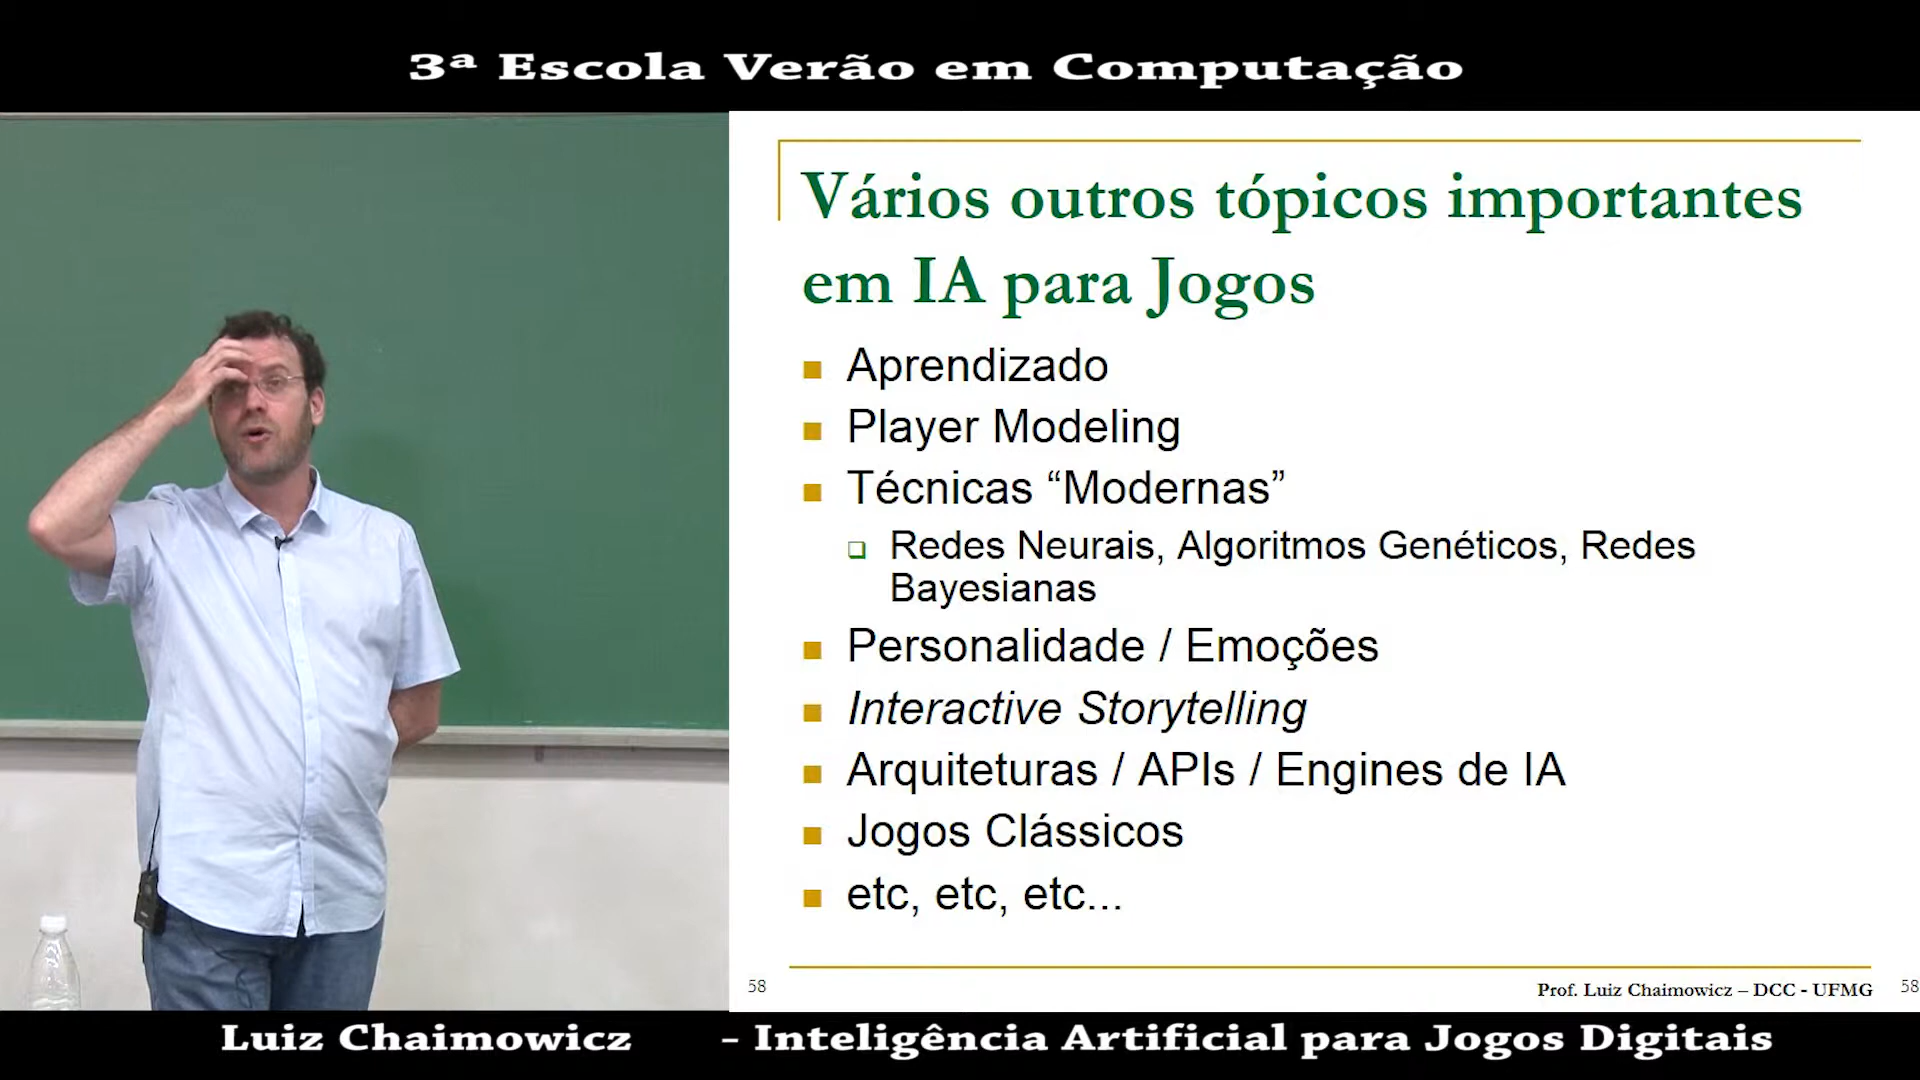 3ª Escola Verão em Computação
Vários outros tópicos importantes
em IA para Jogos
Aprendizado
Player Modeling
Técnicas “Modernas”
Redes Neurais, Algoritmos Genéticos, Redes
Bayesianas
Personalidade / Emoções
Interactive Storytelling
Arquiteturas / APIs / Engines de IA
Jogos Clássicos
etc, etc, etc...
58
Prof. Luiz Chaimowicz – DCC - UFMG
58
Luiz Chaimowicz – Inteligência Artificial para Jogos Digitais